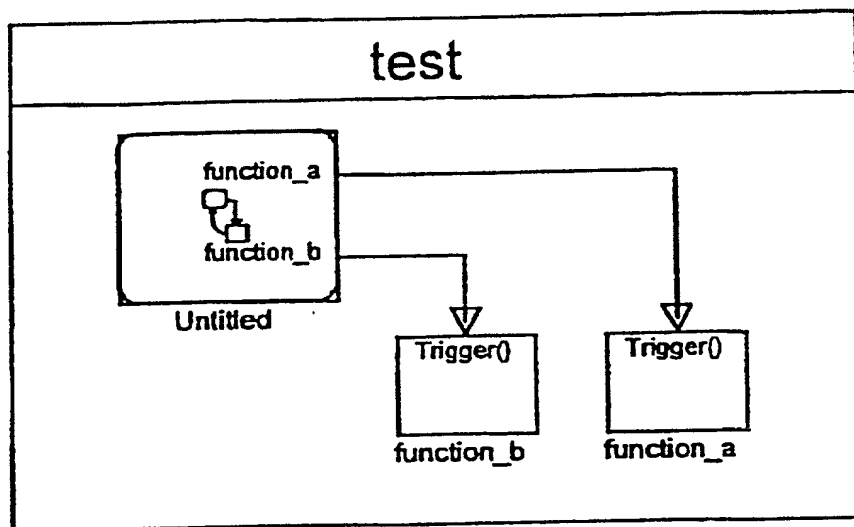 test
function_a
function_b
Untitled
Trigger()
Trigger()
function_b
function_a